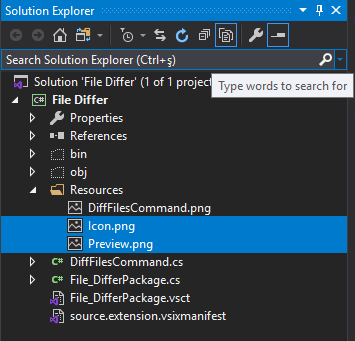 Solution Explorer
Search Solution Explorer (Ctrl+ş)
Solution 'File Differ' (1 of 1 project
Type words to search for
C# File Differ
Properties
References
bin
obj
Resources
DiffFilesCommand.png
Icon.png
Preview.png
C# DiffFilesCommand.cs
C# File_DifferPackage.cs
File_DifferPackage.vsct
source.extension.vsixmanifest